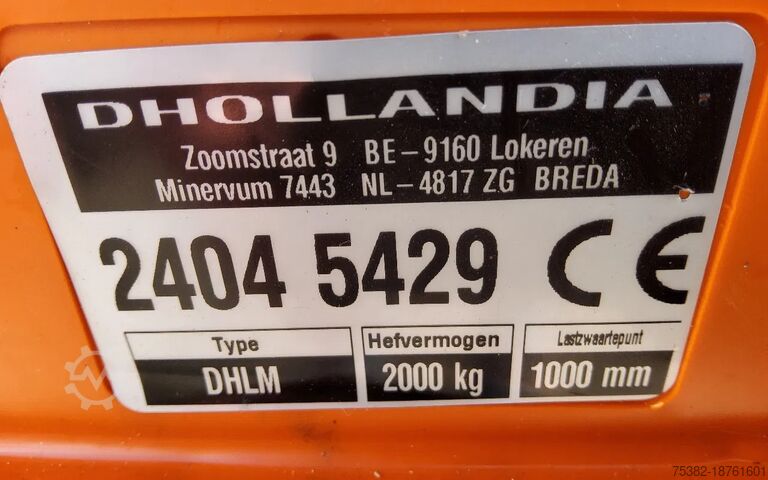 DHOLLANDIA
Zoomstraat 9 BE-9160 Lokeren
Minervum 7443 NL-4817 ZG BREDA
2404 5429 CE
Type Hefvermogen Lastzwaartepunt
DHLM 2000 kg 1000 mm
75382-18761601